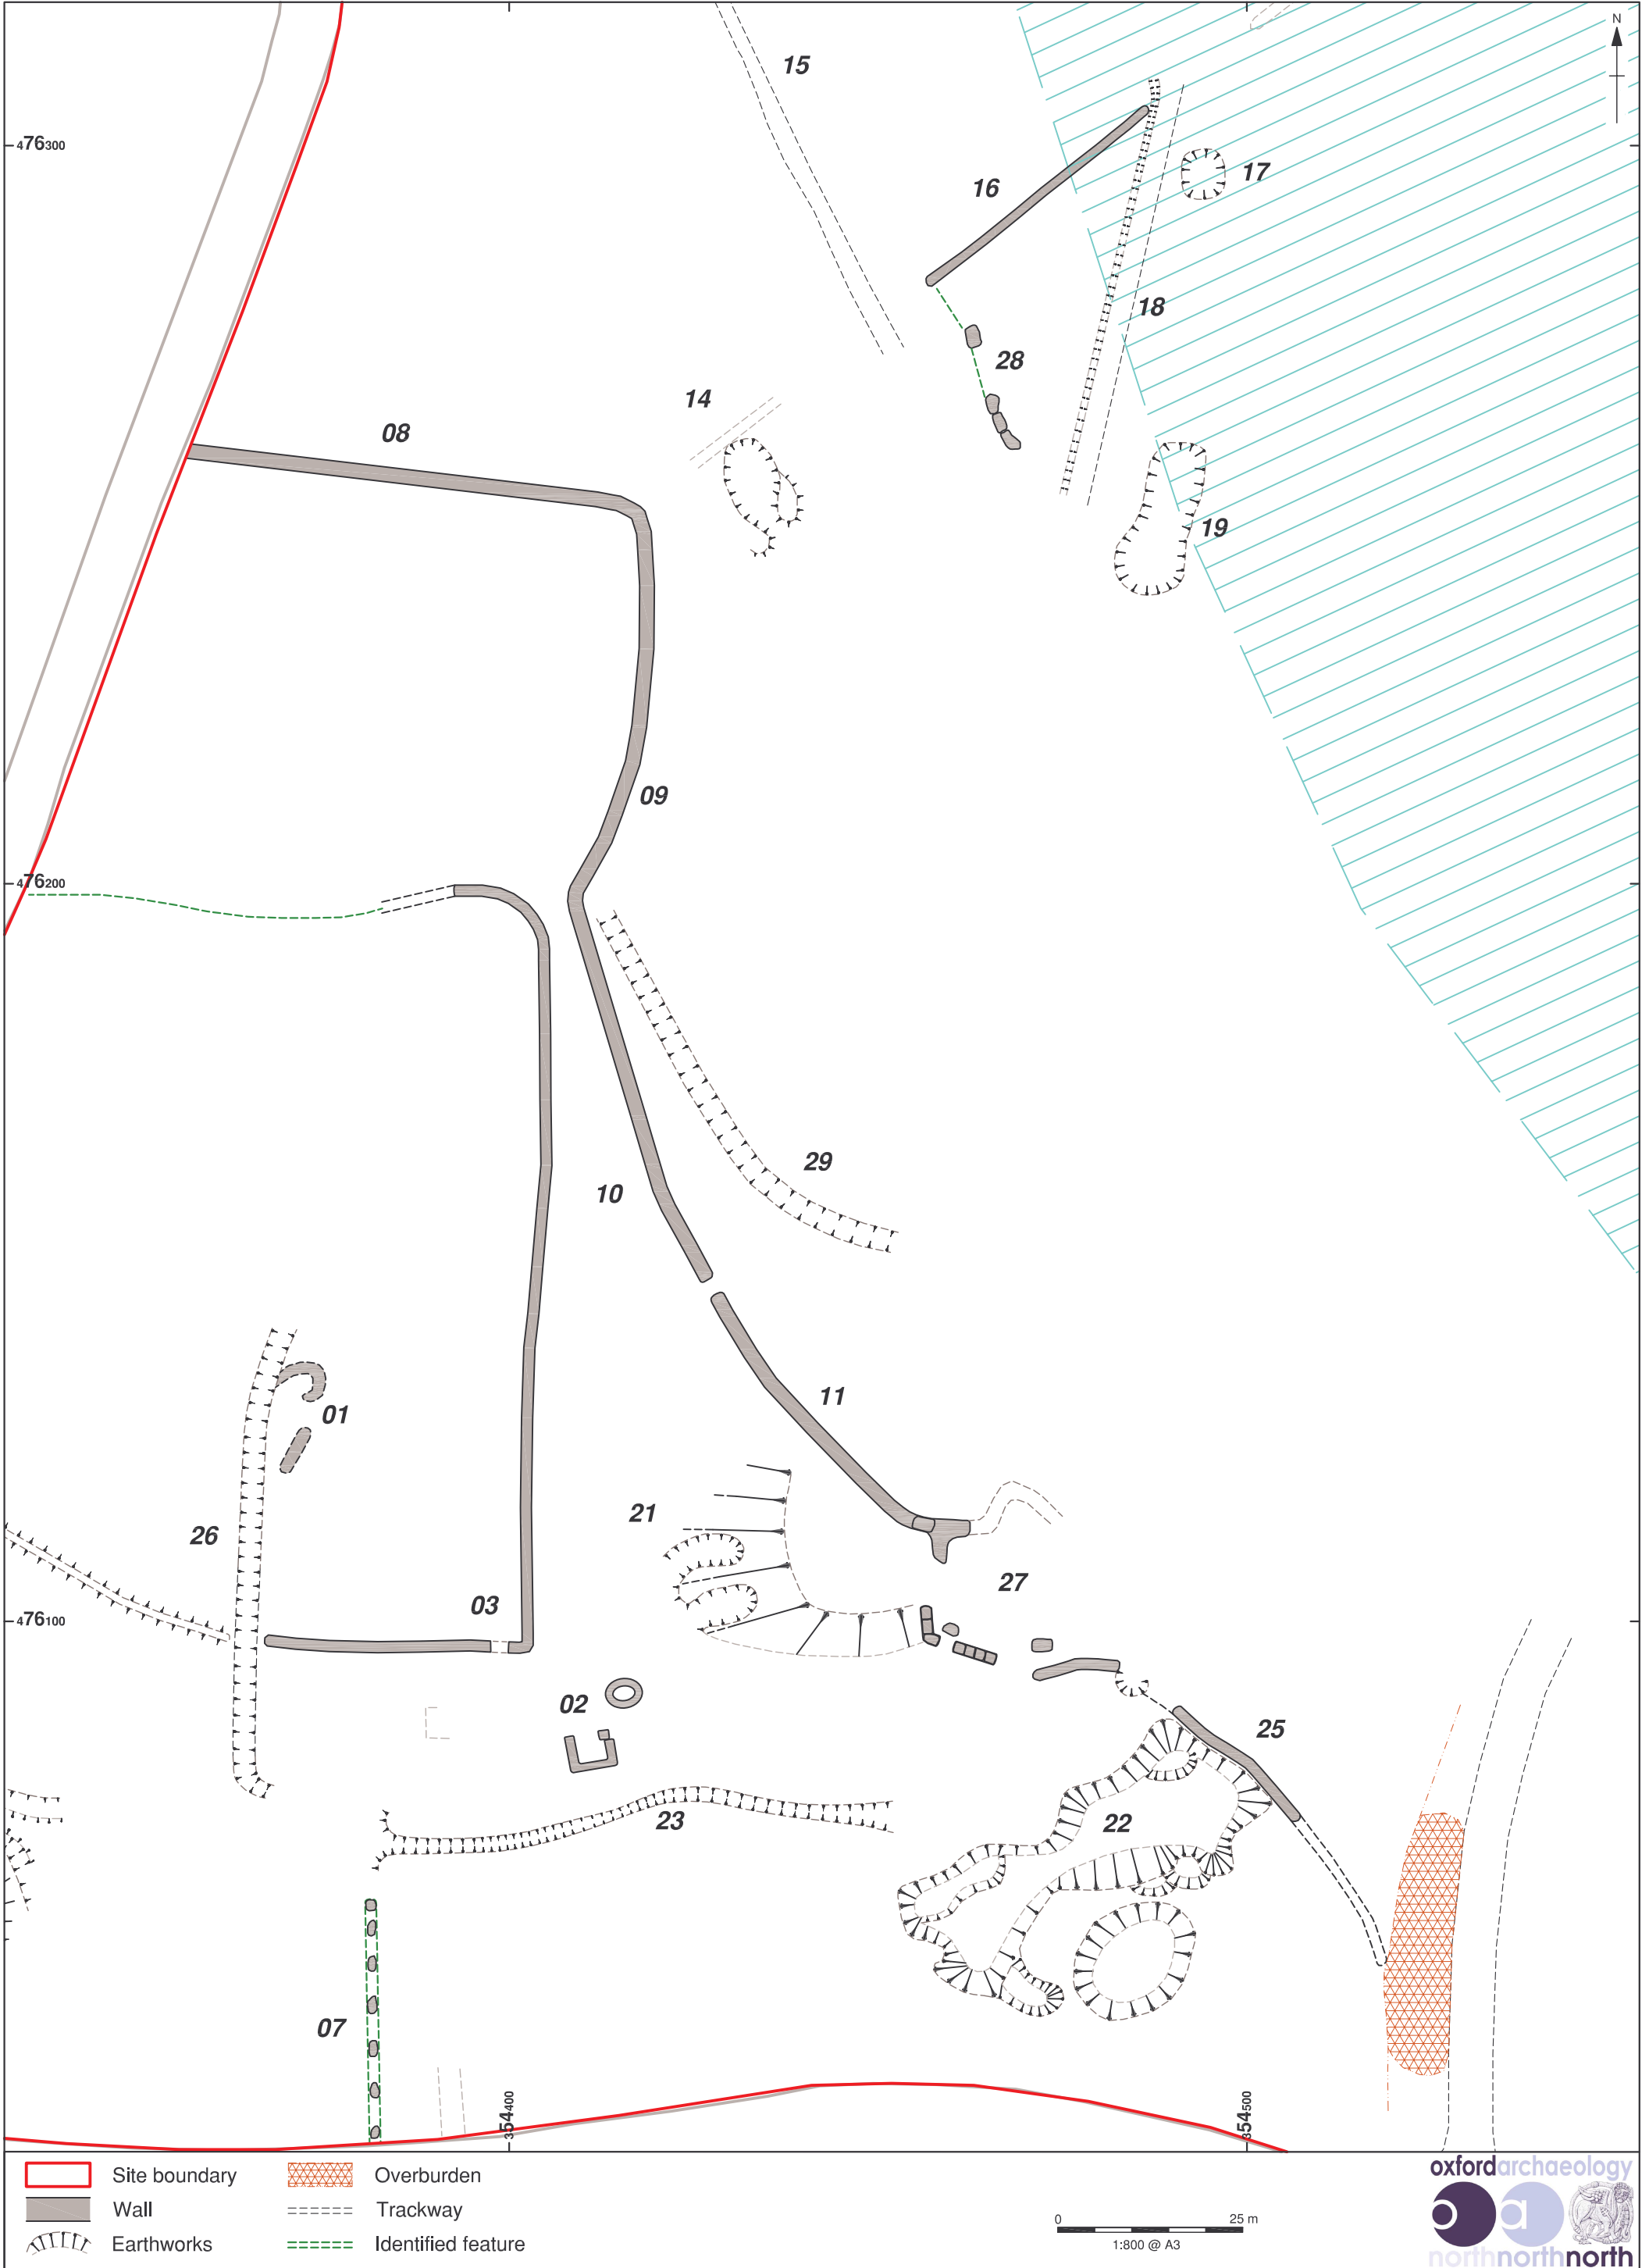 N
15
476300
16
17
18
28
14
08
19
09
476200
29
10
11
01
21
26
27
03
02
25
23
22
07
354400
354500
Site boundary
Overburden
Wall
Trackway
Earthworks
Identified feature
0 25 m
1:800 @ A3
476100
oxfordarchaeology
o a
northnorthnorth